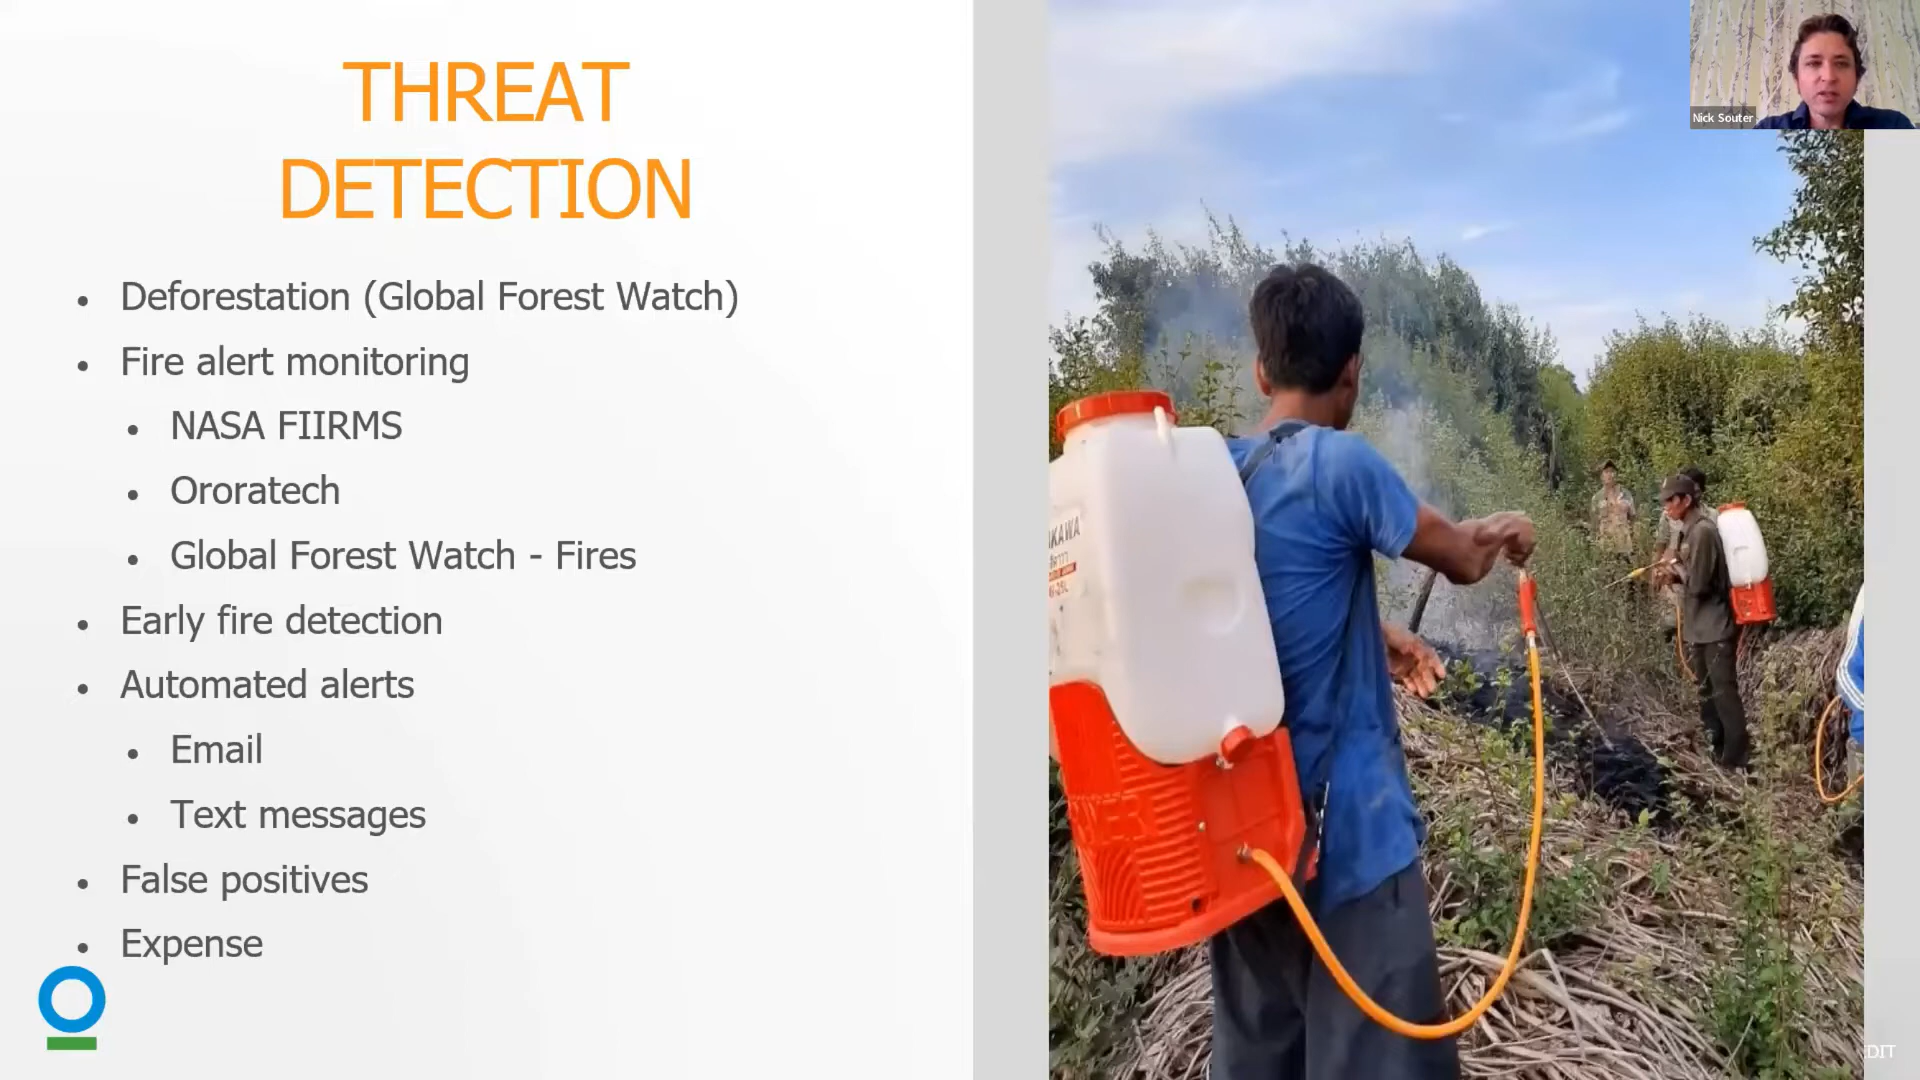 THREAT
DETECTION
Deforestation (Global Forest Watch)
Fire alert monitoring
NASA FIIRMS
Ororatech
Global Forest Watch - Fires
Early fire detection
Automated alerts
Email
Text messages
False positives
Expense
Nick Souter
KAWA
DIT